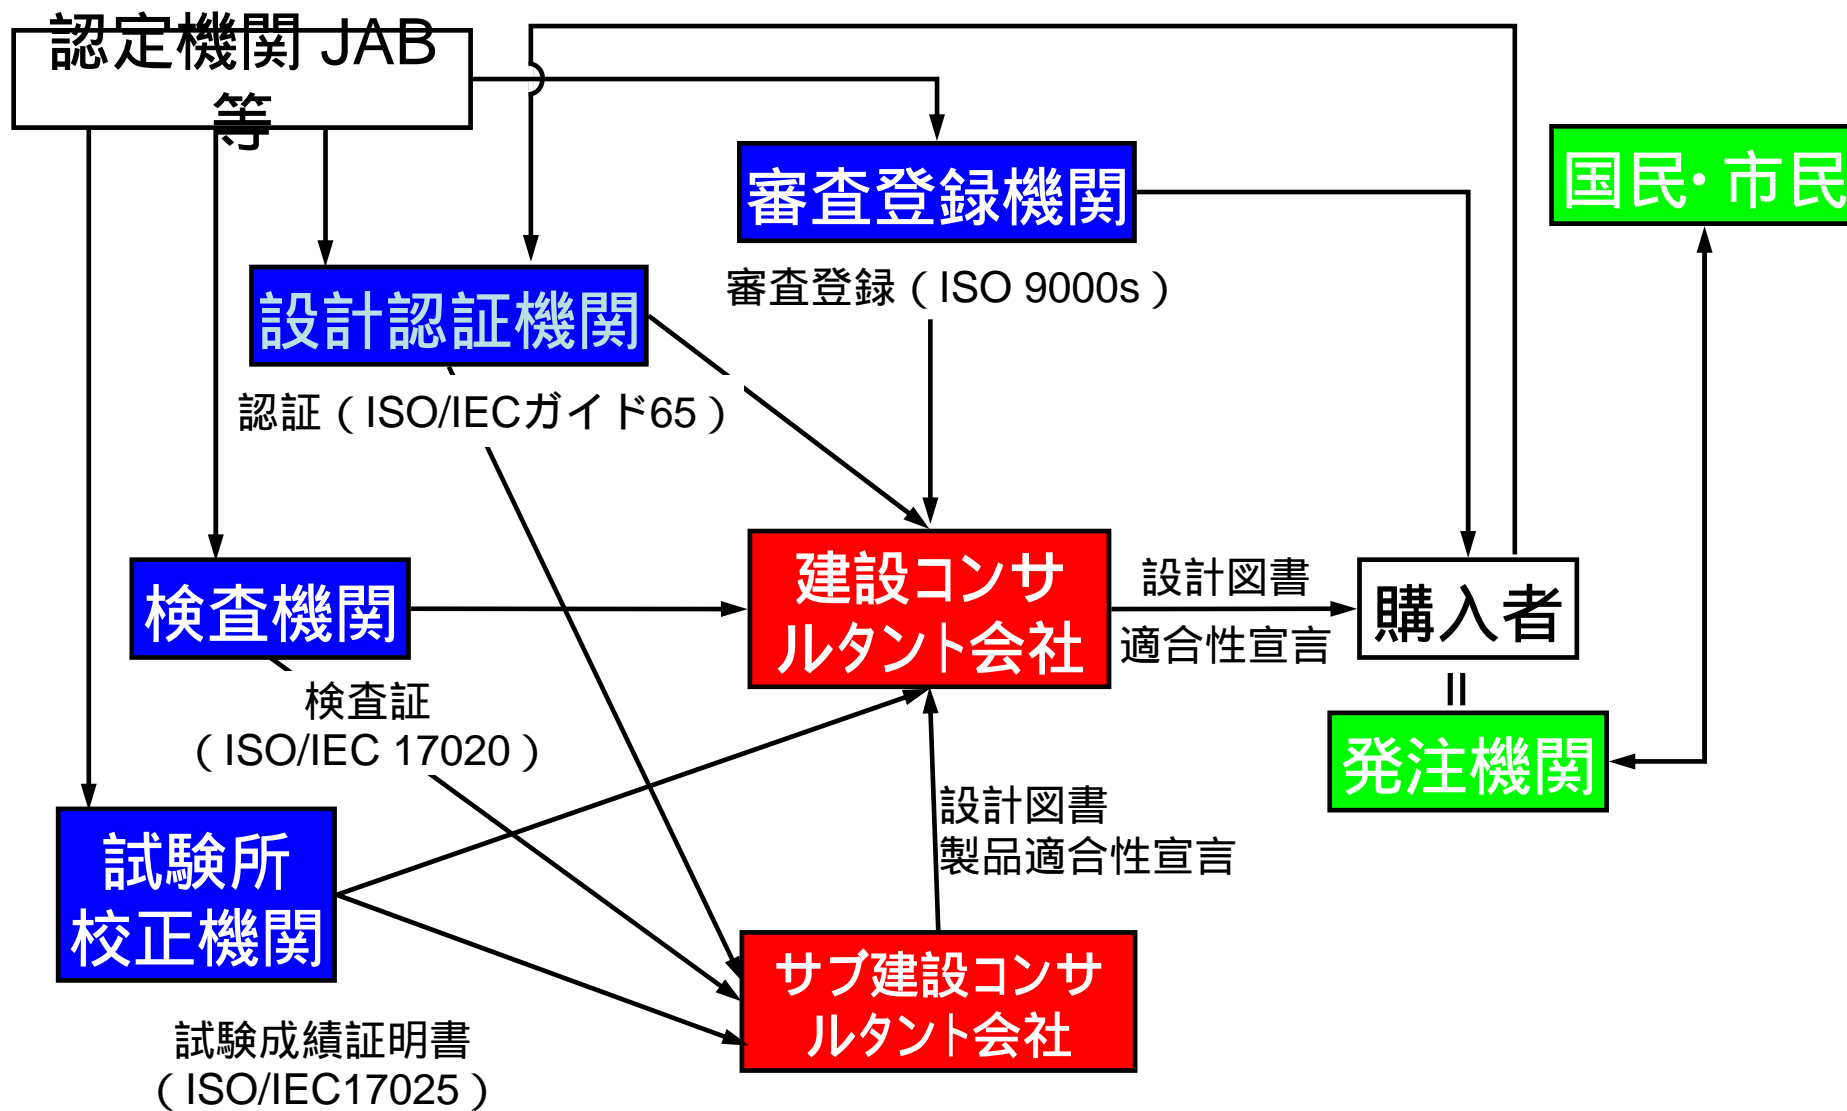 認定機関 JAB
等
審査登録機関
国民・市民
審査登録（ISO 9000s）
設計認証機関
認証（ISO/IECガイド65）
検査機関
建設コンサ
ルタント会社
設計図書
適合性宣言
購入者
＝
発注機関
検査証
（ISO/IEC 17020）
試験所
校正機関
設計図書
製品適合性宣言
サブ建設コンサ
ルタント会社
試験成績証明書
（ISO/IEC17025）